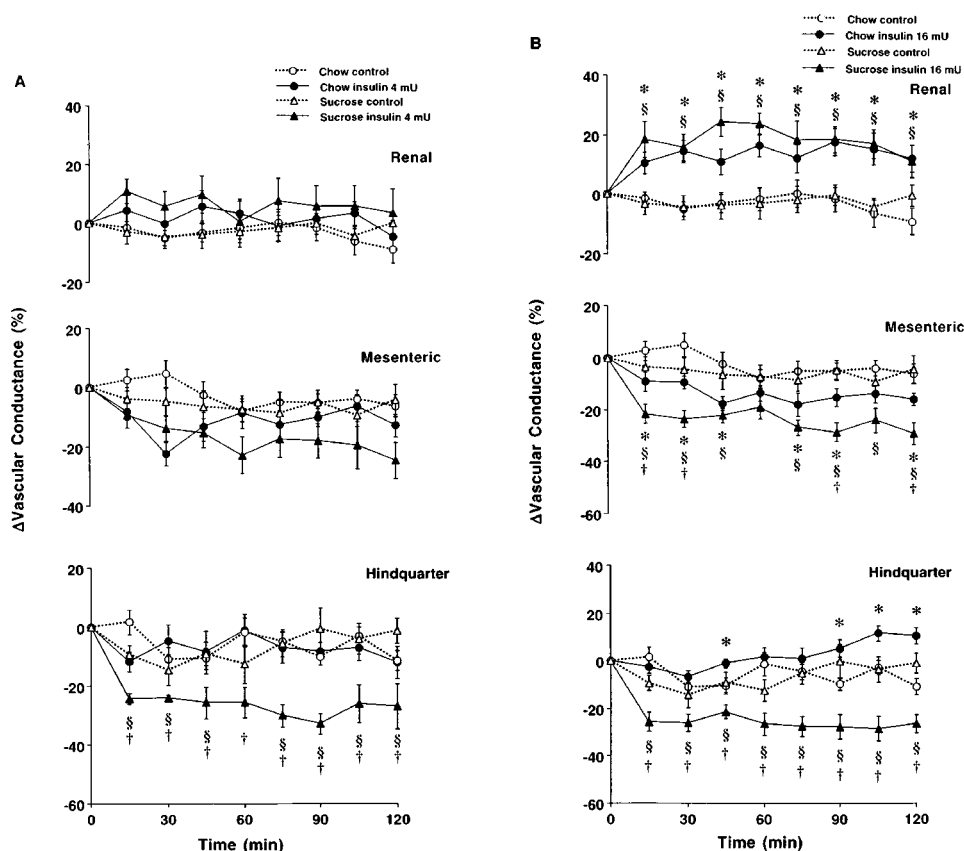 A
Chow control
Chow insulin 4 mU
Sucrose control
Sucrose insulin 4 mU
Renal
40
20
0
-20
Mesenteric
20
0
-20
-40
Hindquarter
20
0
-20
-40
-60
§ § § † § § § §
† † † † † † †
0 30 60 90 120
Time (min)
ΔVascular Conductance (%)
B
Chow control
Chow insulin 16 mU
Sucrose control
Sucrose insulin 16 mU
Renal
40
20
0
-20
* * * * * * * *
§ § § § § § § §
Mesenteric
20
0
-20
-40
-60
* * * * * § *
§ § § § § §
† † † †
Hindquarter
40
20
0
-20
-40
-60
* * * *
§ § § § § § § §
† † † † † † † †
0 30 60 90 120
Time (min)
ΔVascular Conductance (%)